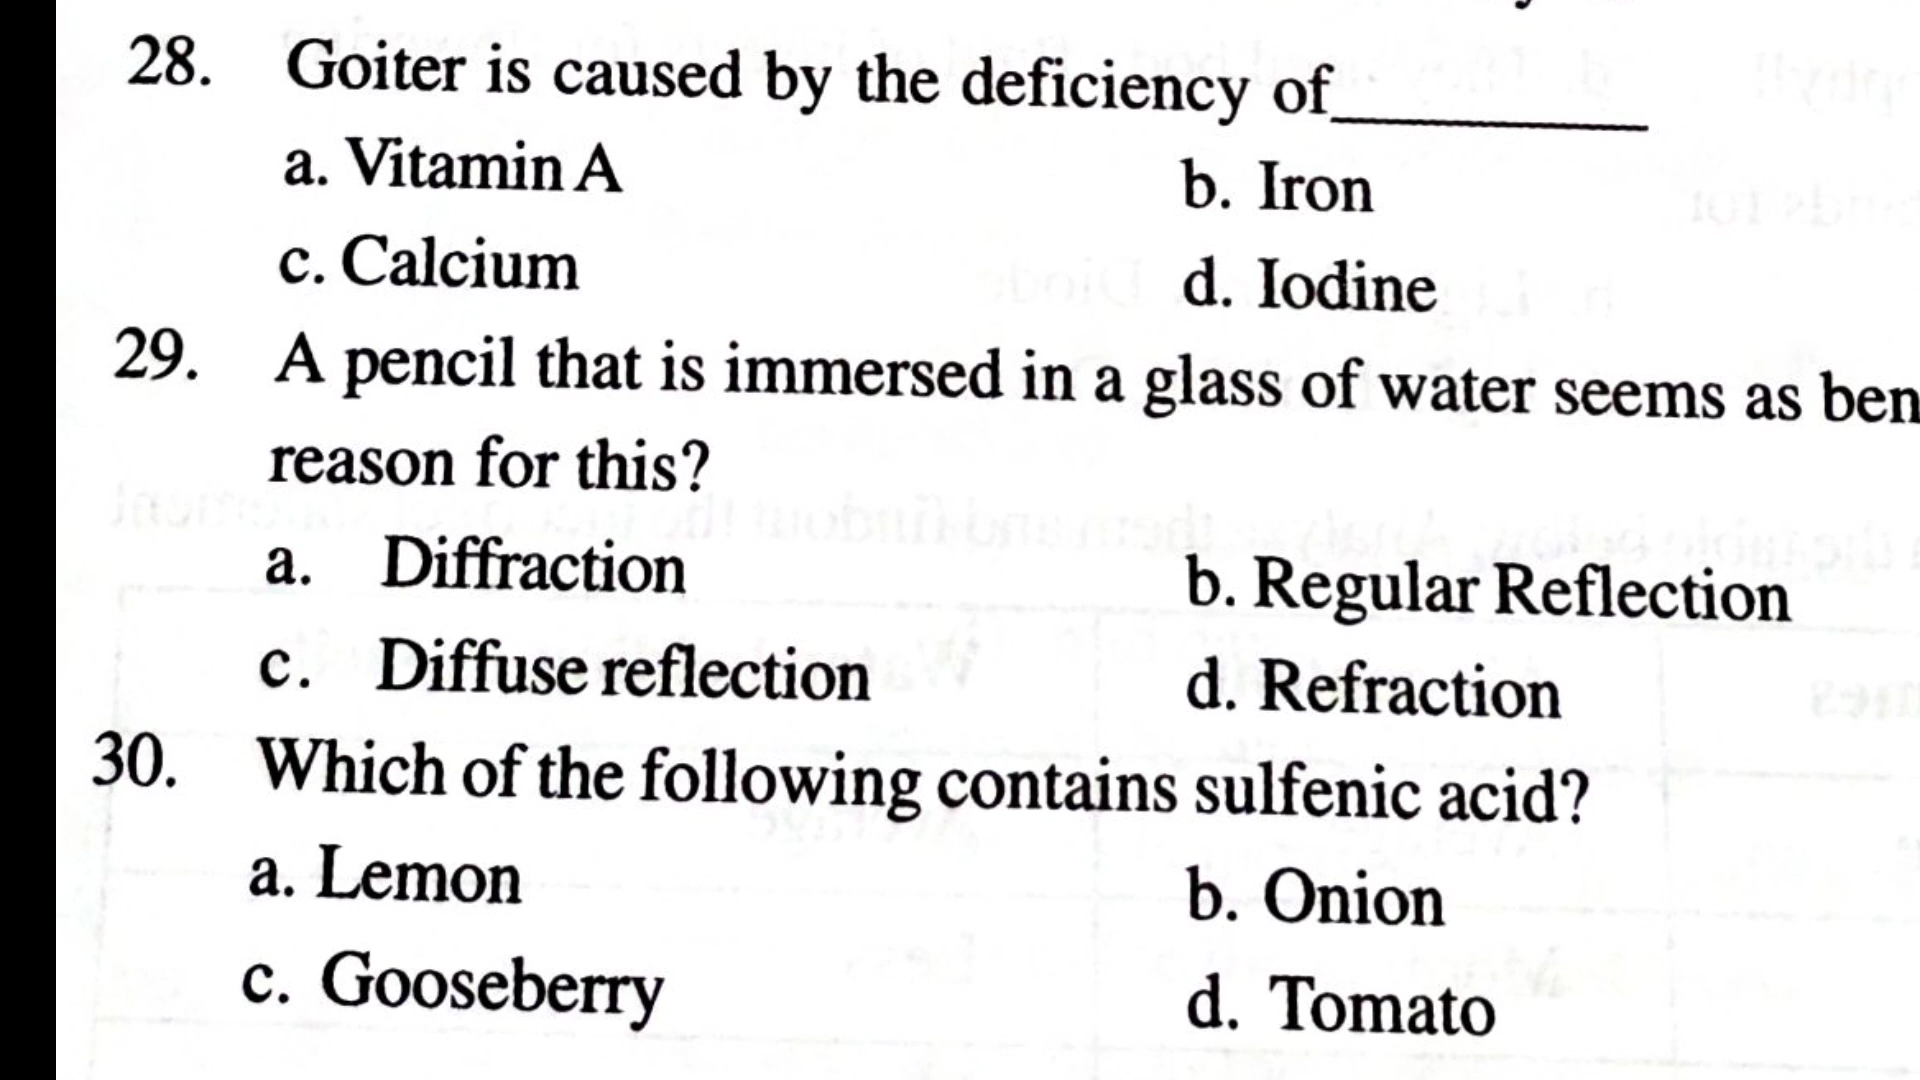 28. Goiter is caused by the deficiency of__________
a. Vitamin A b. Iron
c. Calcium d. Iodine
29. A pencil that is immersed in a glass of water seems as ben
reason for this?
a. Diffraction b. Regular Reflection
c. Diffuse reflection d. Refraction
30. Which of the following contains sulfenic acid?
a. Lemon b. Onion
c. Gooseberry d. Tomato